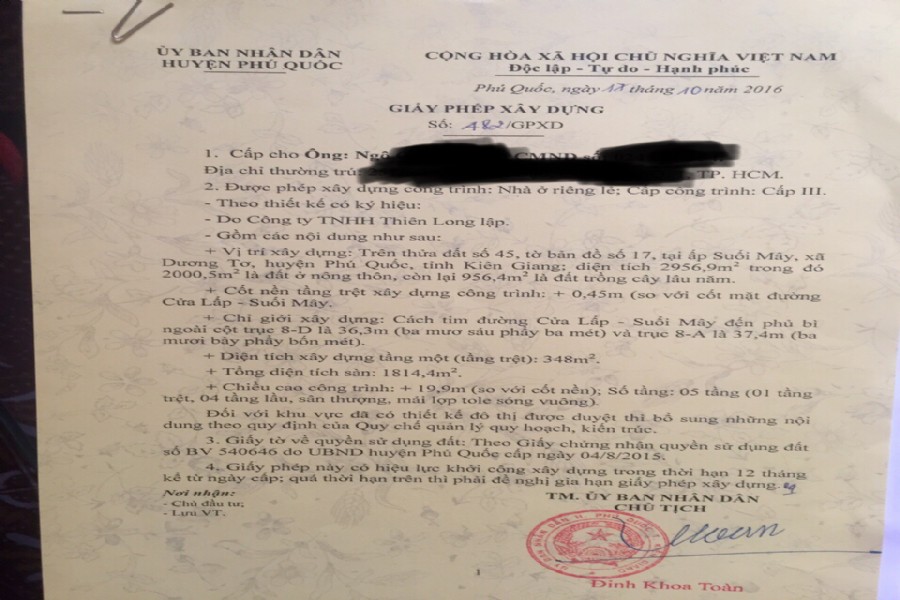 ỦY BAN NHÂN DÂN
HUYỆN PHÚ QUỐC
CỘNG HÒA XÃ HỘI CHỦ NGHĨA VIỆT NAM
Độc lập - Tự do - Hạnh phúc
Phú Quốc, ngày 17 tháng 10 năm 2016
GIẤY PHÉP XÂY DỰNG
Số: 482/GPXD
1. Cấp cho Ông: Ngô CMND số
Địa chỉ thường trú: TP. HCM.
2. Được phép xây dựng công trình: Nhà ở riêng lẻ; Cấp công trình: Cấp III.
- Theo thiết kế có ký hiệu:
- Do Công ty TNHH Thiên Long lập.
- Gồm các nội dung như sau:
+ Vị trí xây dựng: Trên thửa đất số 45, tờ bản đồ số 17, tại ấp Suối Mây, xã
Dương Tơ, huyện Phú Quốc, tỉnh Kiên Giang; diện tích 2956,9m² trong đó
2000,5m² là đất ở nông thôn, còn lại 956,4m² là đất trồng cây lâu năm.
+ Cốt nền tầng trệt xây dựng công trình: + 0,45m (so với cốt mặt đường
Cửa Lấp - Suối Mây.
+ Chỉ giới xây dựng: Cách tim đường Cửa Lấp - Suối Mây đến phủ bì
ngoài cột trục 8-D là 36,3m (ba mươ sáu phẩy ba mét) và trục 8-A là 37,4m (ba
mươi bảy phẩy bốn mét).
+ Diện tích xây dựng tầng một (tầng trệt): 348m².
+ Tổng diện tích sàn: 1814,4m².
+ Chiều cao công trình: + 19,9m (so với cốt nền); Số tầng: 05 tầng (01 tầng
trệt, 04 tầng lầu, sân thượng, mái lợp tole sóng vuông).
Đối với khu vực đã có thiết kế đô thị được duyệt thì bổ sung những nội
dung theo quy định của Quy chế quản lý quy hoạch, kiến trúc.
3. Giấy tờ về quyền sử dụng đất: Theo Giấy chứng nhận quyền sử dụng đất
số BV 540646 do UBND huyện Phú Quốc cấp ngày 04/8/2015.
4. Giấy phép này có hiệu lực khởi công xây dựng trong thời hạn 12 tháng
kể từ ngày cấp; quá thời hạn trên thì phải đề nghị gia hạn giấy phép xây dựng.
Nơi nhận:
- Chủ đầu tư;
- Lưu VT.
TM. ỦY BAN NHÂN DÂN
CHỦ TỊCH
Đinh Khoa Toàn
1